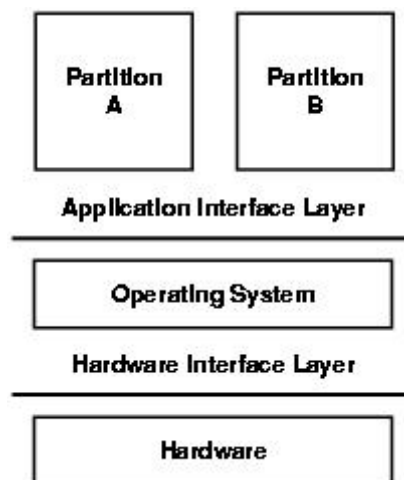 Partition Partition
A B
Application Interface Layer
Operating System
Hardware Interface Layer
Hardware